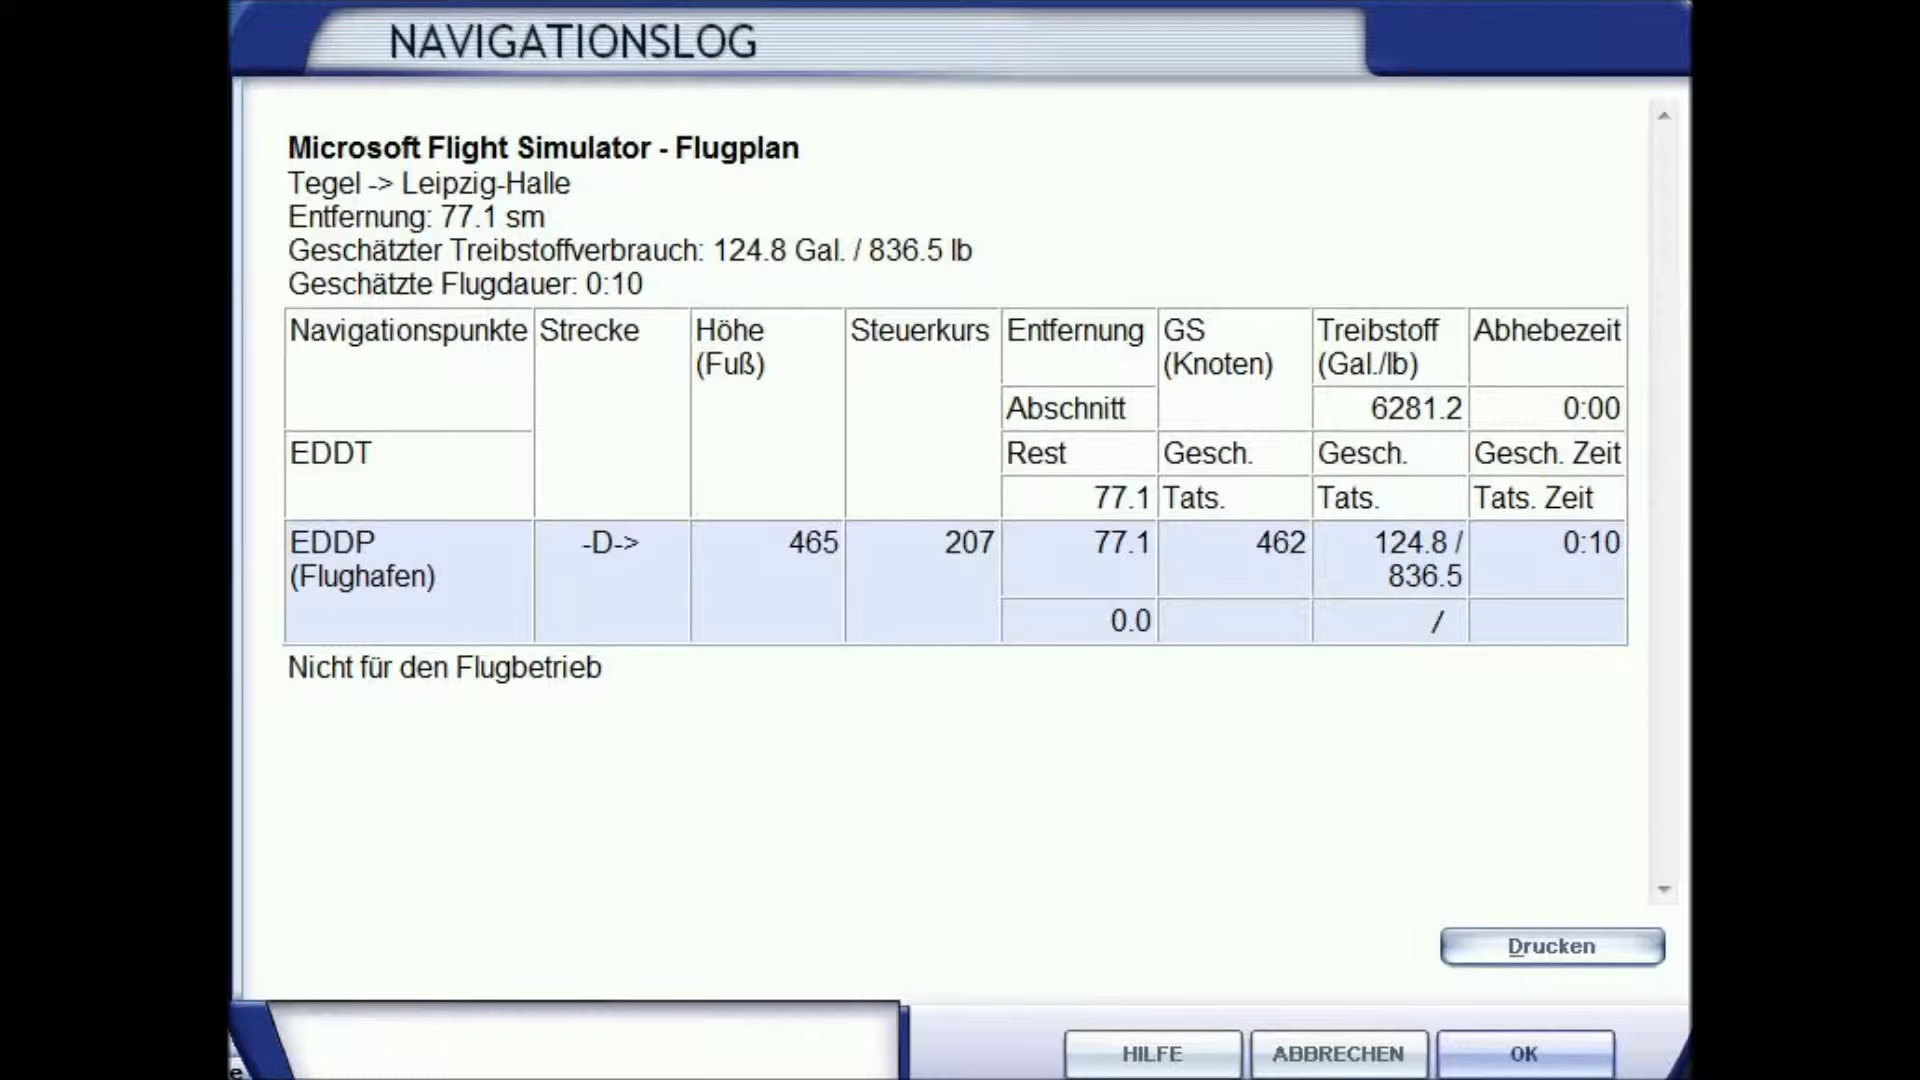 NAVIGATIONSLOG
Microsoft Flight Simulator - Flugplan
Tegel -> Leipzig-Halle
Entfernung: 77.1 sm
Geschätzter Treibstoffverbrauch: 124.8 Gal. / 836.5 lb
Geschätzte Flugdauer: 0:10
Navigationspunkte Strecke Höhe Steuerkurs Entfernung GS Treibstoff Abhebezeit
(Fuß) (Knoten) (Gal./lb)
Abschnitt 6281.2 0:00
EDDT Rest Gesch. Gesch. Gesch. Zeit
77.1 Tats. Tats. Tats. Zeit
EDDP -D-> 465 207 77.1 462 124.8 / 0:10
(Flughafen) 836.5
0.0 /
Nicht für den Flugbetrieb
Drucken
HILFE ABBRECHEN OK
e